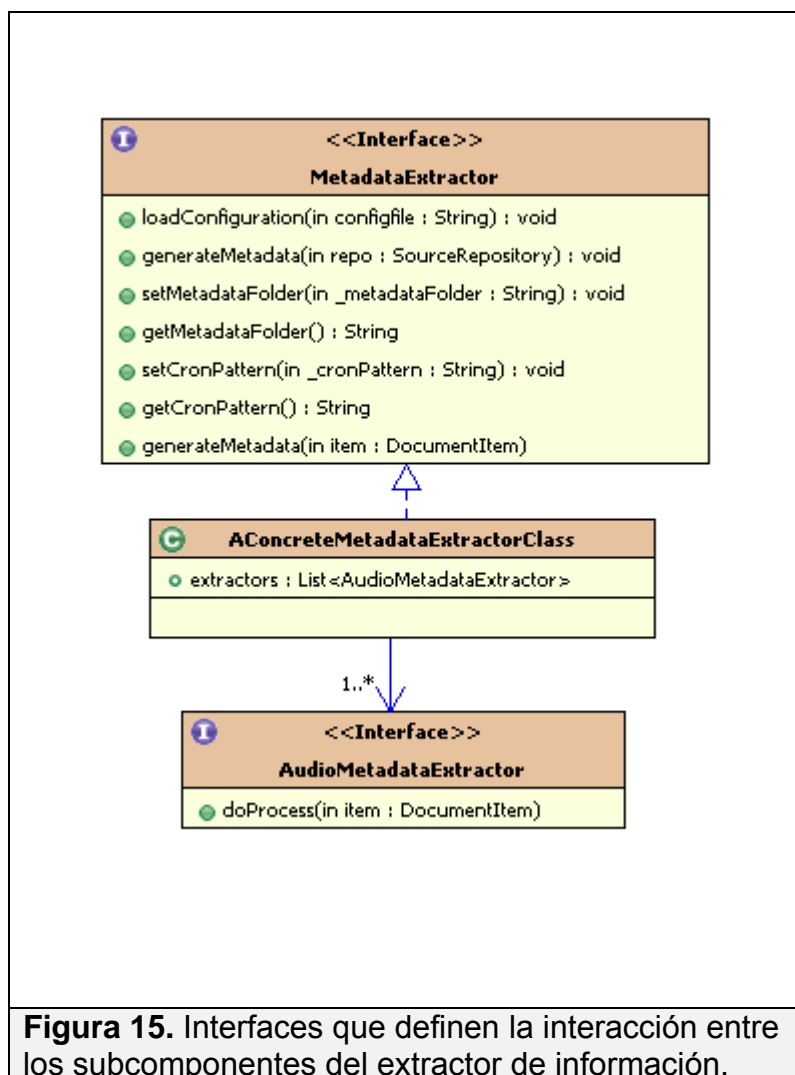 I
<<Interface>>
MetadataExtractor
loadConfiguration(in configfile : String) : void
generateMetadata(in repo : SourceRepository) : void
setMetadataFolder(in _metadataFolder : String) : void
getMetadataFolder() : String
setCronPattern(in _cronPattern : String) : void
getCronPattern() : String
generateMetadata(in item : DocumentItem)
C
AConcreteMetadataExtractorClass
extractors : List<AudioMetadataExtractor>
1..*
I
<<Interface>>
AudioMetadataExtractor
doProcess(in item : DocumentItem)
Figura 15. Interfaces que definen la interacción entre
los subcomponentes del extractor de información.